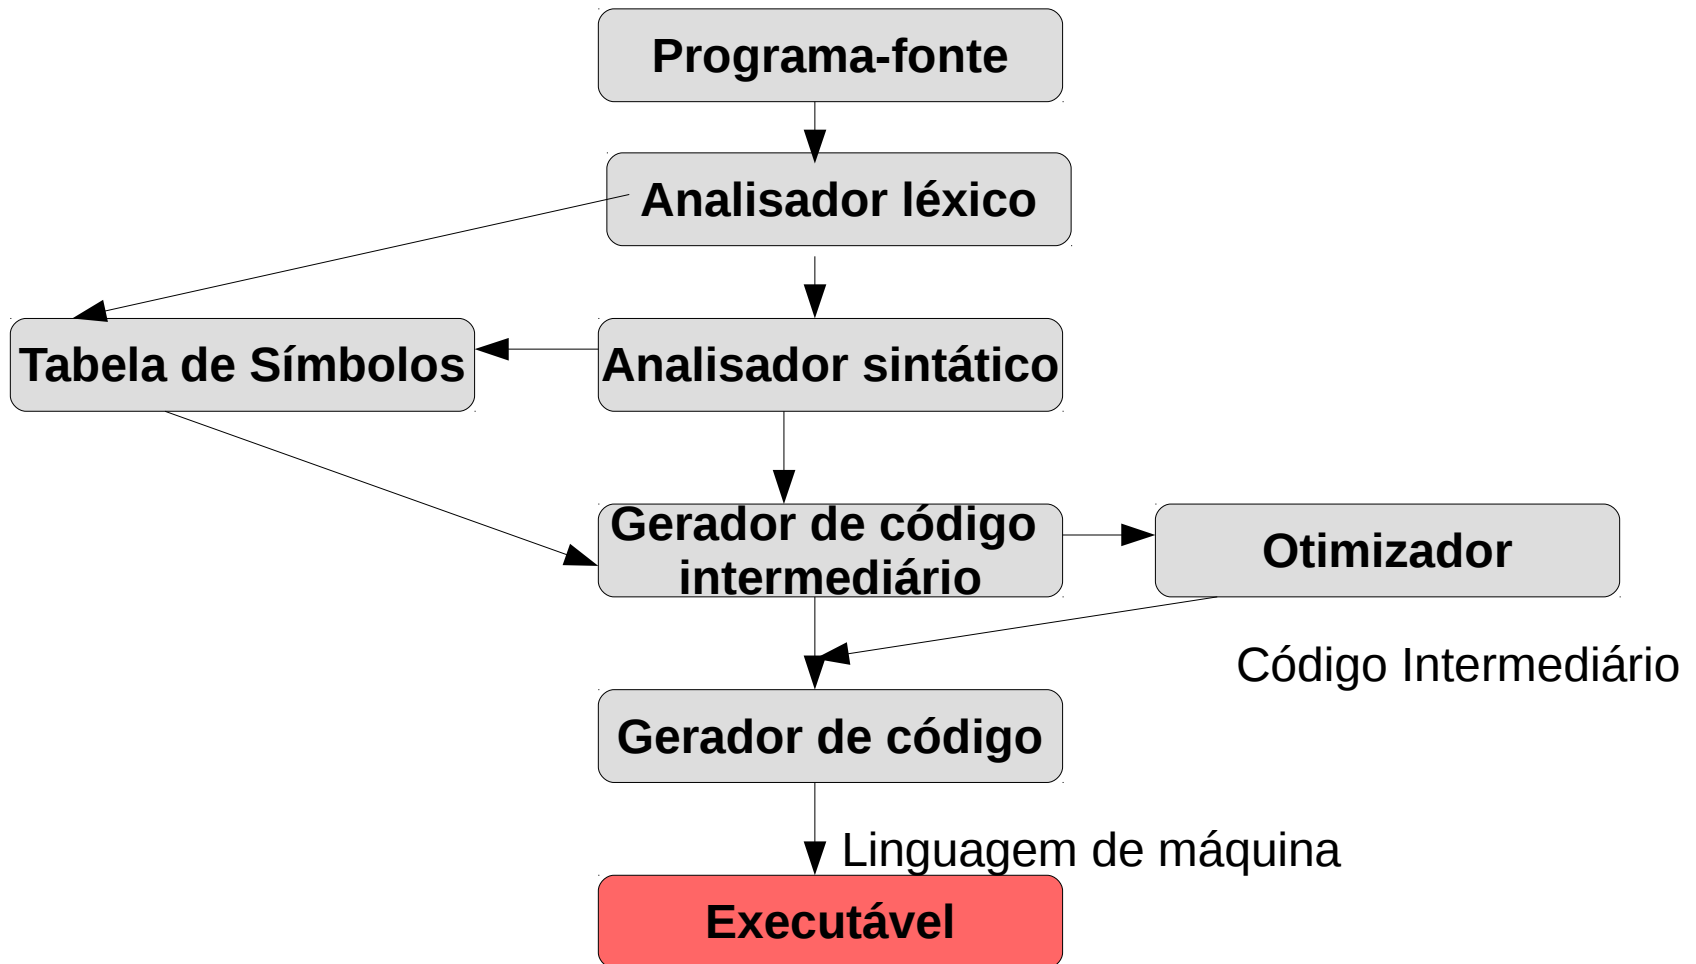 Programa-fonte
Analisador léxico
Tabela de Símbolos
Analisador sintático
Gerador de código
intermediário
Otimizador
Código Intermediário
Gerador de código
Linguagem de máquina
Executável